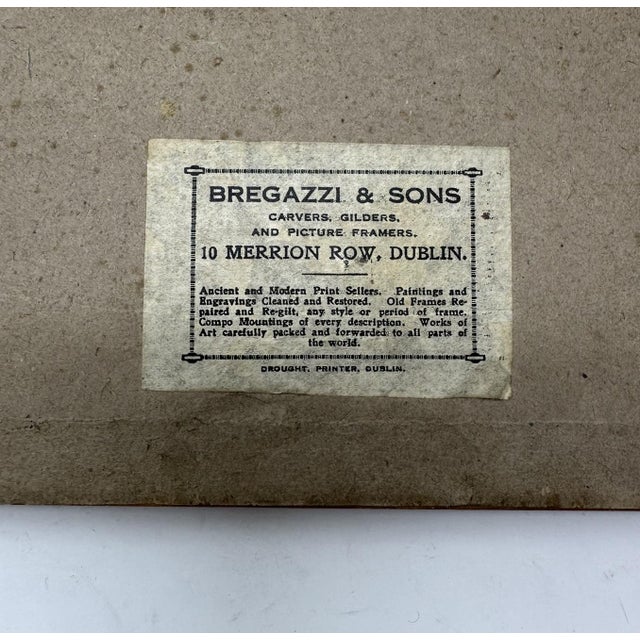 BREGAZZI & SONS
CARVERS, GILDERS,
AND PICTURE FRAMERS.
10 MERRION ROW, DUBLIN.
Ancient and Modern Print Sellers. Paintings and
Engravings Cleaned and Restored. Old Frames Re-
paired and Re-gilt, any style or period of frame.
Compo Mountings of every description. Works of
Art carefully packed and forwarded to all parts of
the world.
DROUGHT, PRINTER, DUBLIN.